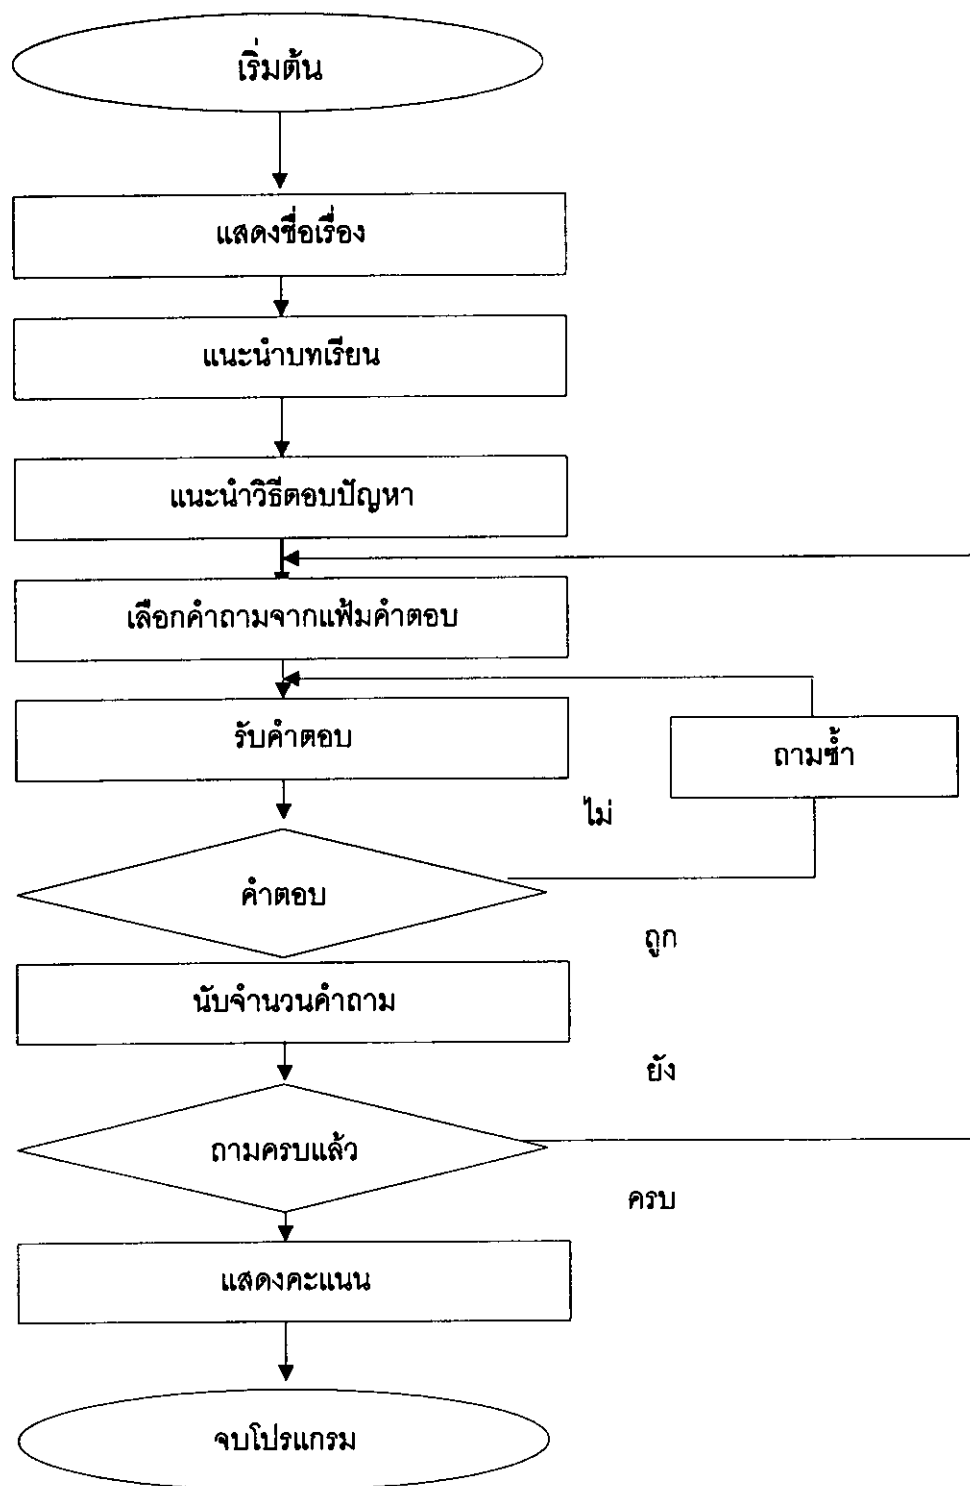 เริ่มต้น
แสดงชื่อเรื่อง
แนะนำบทเรียน
แนะนำวิธีตอบปัญหา
เลือกคำถามจากแฟ้มคำตอบ
รับคำตอบ
ถามซ้ำ
ไม่
คำตอบ
ถูก
นับจำนวนคำถาม
ยัง
ถามครบแล้ว
ครบ
แสดงคะแนน
จบโปรแกรม